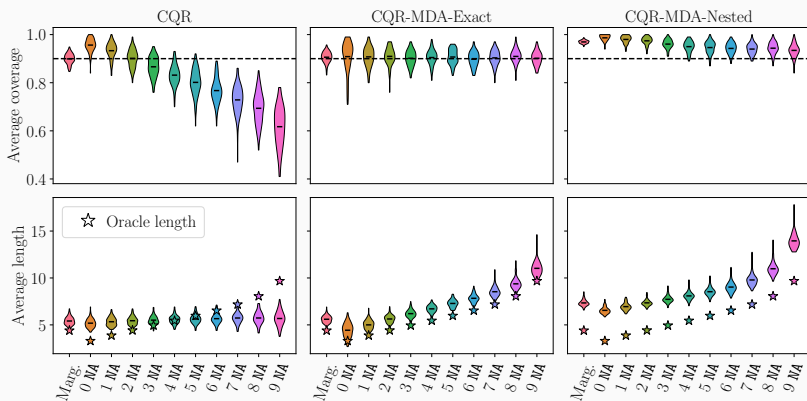 CQR
CQR-MDA-Exact
CQR-MDA-Nested
Average coverage
1.0
0.8
0.6
0.4
Average length
15
10
5
Oracle length
Marg.
0 NA
1 NA
2 NA
3 NA
4 NA
5 NA
6 NA
7 NA
8 NA
9 NA
Marg.
0 NA
1 NA
2 NA
3 NA
4 NA
5 NA
6 NA
7 NA
8 NA
9 NA
Marg.
0 NA
1 NA
2 NA
3 NA
4 NA
5 NA
6 NA
7 NA
8 NA
9 NA